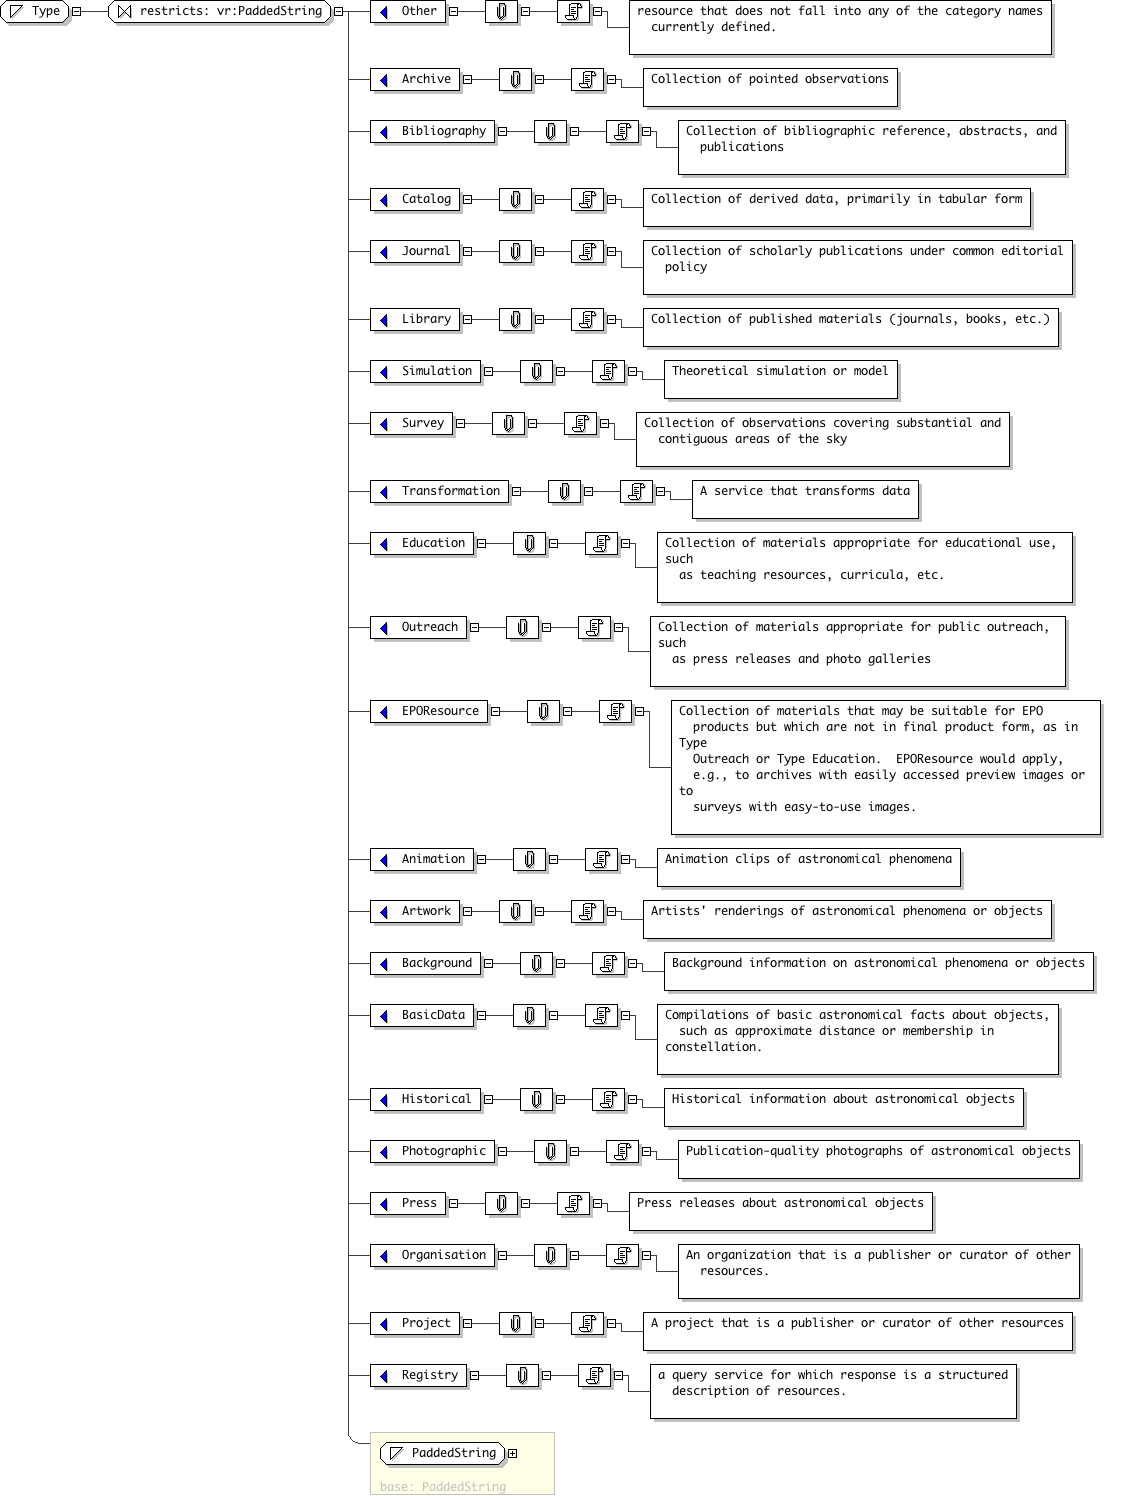 Type
restricts: vr:PaddedString
Other
resource that does not fall into any of the category names
currently defined.
Archive
Collection of pointed observations
Bibliography
Collection of bibliographic reference, abstracts, and
publications
Catalog
Collection of derived data, primarily in tabular form
Journal
Collection of scholarly publications under common editorial
policy
Library
Collection of published materials (journals, books, etc.)
Simulation
Theoretical simulation or model
Survey
Collection of observations covering substantial and
contiguous areas of the sky
Transformation
A service that transforms data
Education
Collection of materials appropriate for educational use,
such
as teaching resources, curricula, etc.
Outreach
Collection of materials appropriate for public outreach,
such
as press releases and photo galleries
EPOResource
Collection of materials that may be suitable for EPO
products but which are not in final product form, as in
Type
Outreach or Type Education.  EPOResource would apply,
e.g., to archives with easily accessed preview images or
to
surveys with easy-to-use images.
Animation
Animation clips of astronomical phenomena
Artwork
Artists' renderings of astronomical phenomena or objects
Background
Background information on astronomical phenomena or objects
BasicData
Compilations of basic astronomical facts about objects,
such as approximate distance or membership in
constellation.
Historical
Historical information about astronomical objects
Photographic
Publication-quality photographs of astronomical objects
Press
Press releases about astronomical objects
Organisation
An organization that is a publisher or curator of other
resources.
Project
A project that is a publisher or curator of other resources
Registry
a query service for which response is a structured
description of resources.
PaddedString
base: PaddedString